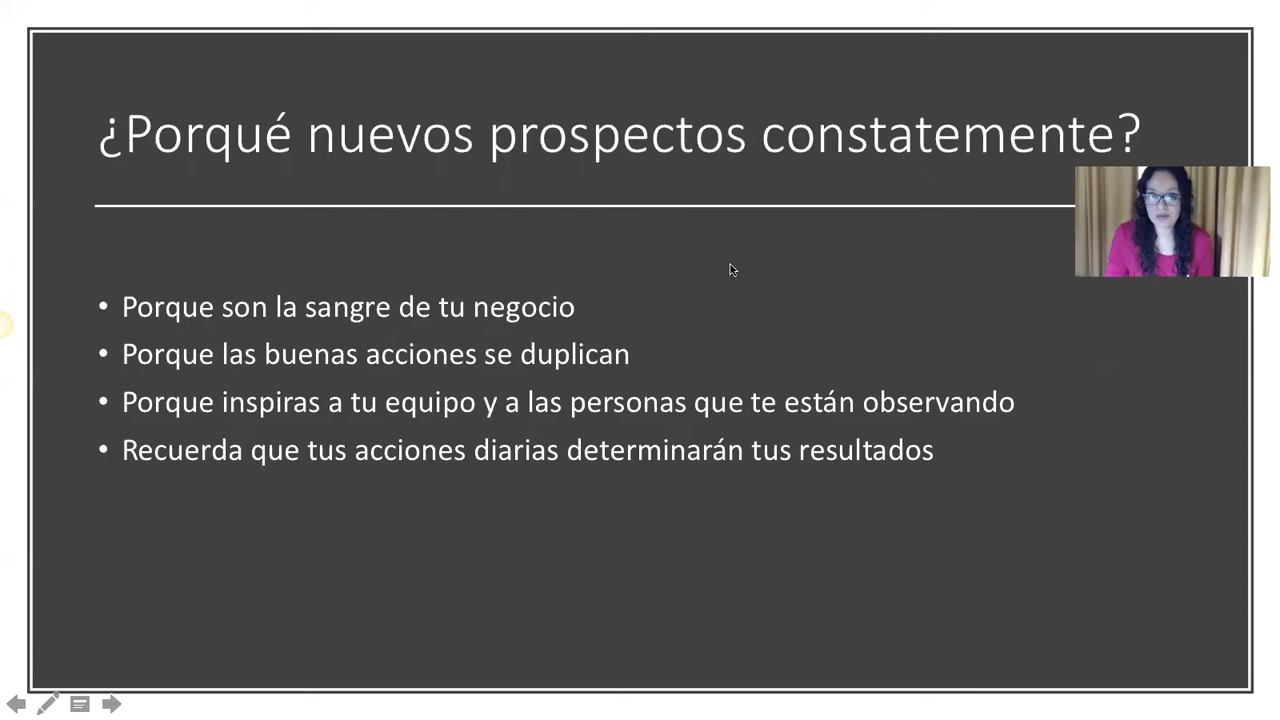 ¿Porqué nuevos prospectos constatemente?
• Porque son la sangre de tu negocio
• Porque las buenas acciones se duplican
• Porque inspiras a tu equipo y a las personas que te están observando
• Recuerda que tus acciones diarias determinarán tus resultados